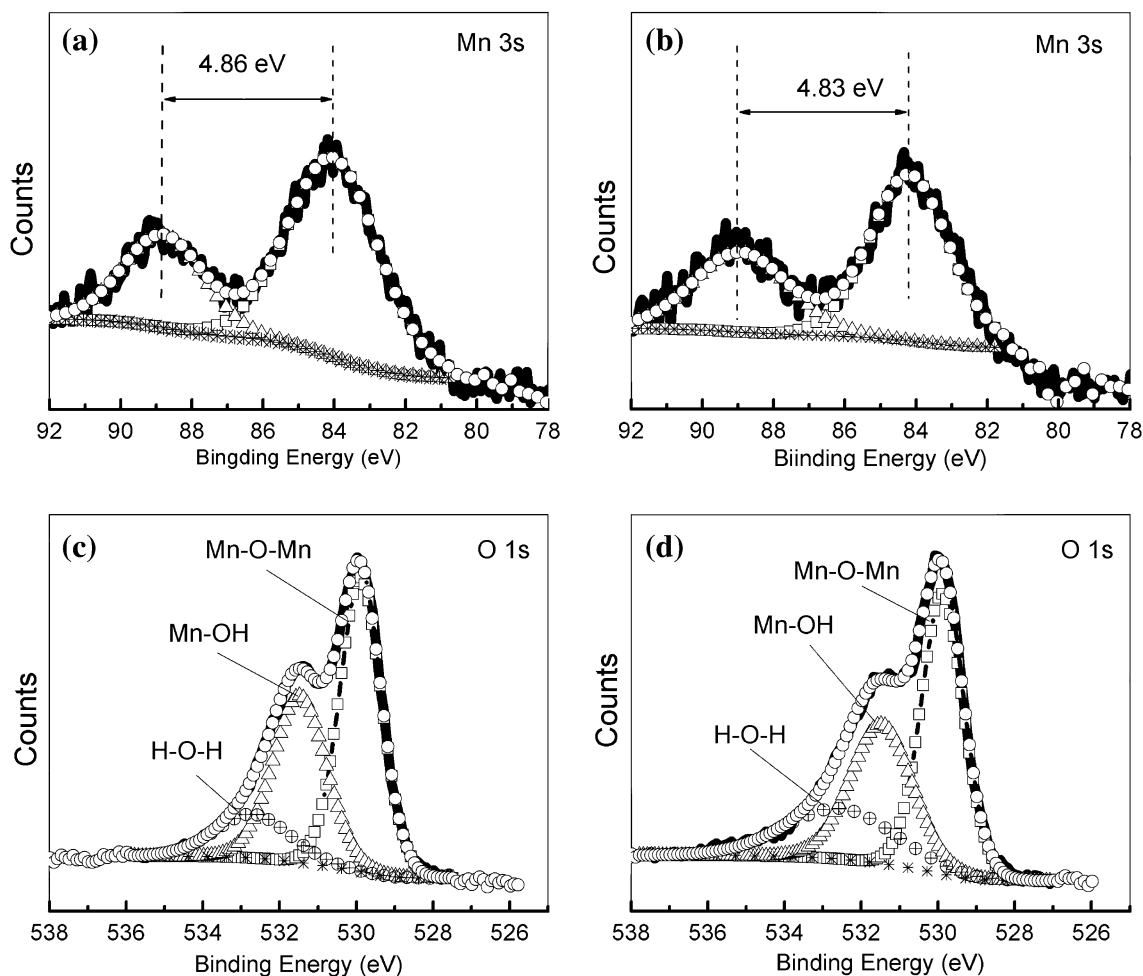 (a)
Mn 3s
4.86 eV
Counts
92 90 88 86 84 82 80 78
Bingding Energy (eV)
(b)
Mn 3s
4.83 eV
Counts
92 90 88 86 84 82 80 78
Biinding Energy (eV)
(c)
O 1s
Mn-O-Mn
Mn-OH
H-O-H
Counts
538 536 534 532 530 528 526
Binding Energy (eV)
(d)
O 1s
Mn-O-Mn
Mn-OH
H-O-H
Counts
538 536 534 532 530 528 526
Binding Energy (eV)